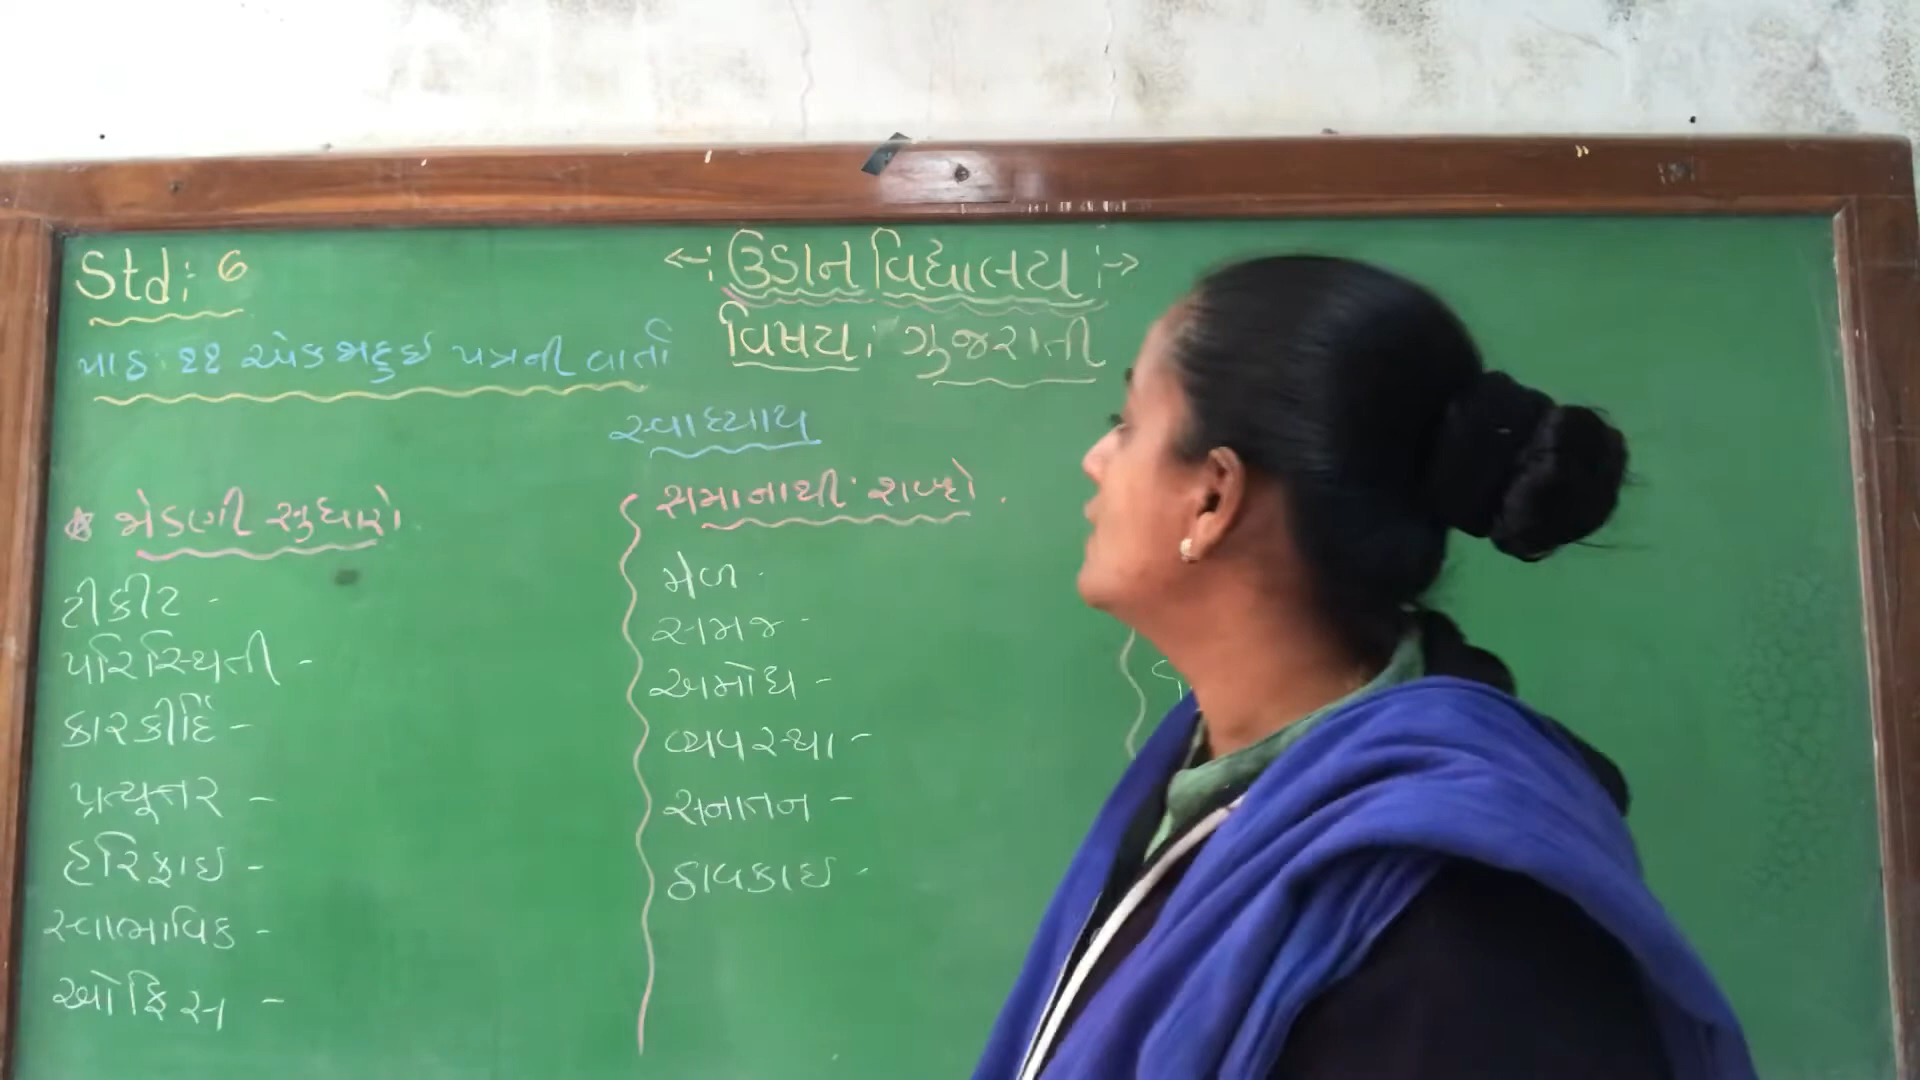 Std: 6
←: ઉડાન વિદ્યાલય :→
પાઠ: ૨૨ એક જાદુઈ પત્રની વાર્તા
વિષય: ગુજરાતી
સ્વાધ્યાય
જોડણી સુધારો.
ટીકીટ -
પરિસ્થિતી -
કારકીર્દિ -
પ્રત્યૂત્તર -
હરિફાઇ -
સ્વાભાવિક -
ઓફિસ -
સમાનાર્થી શબ્દો.
મેળ -
સમજ -
અમોઘ -
વ્યવસ્થા -
સનાતન -
ઠાવકાઇ -